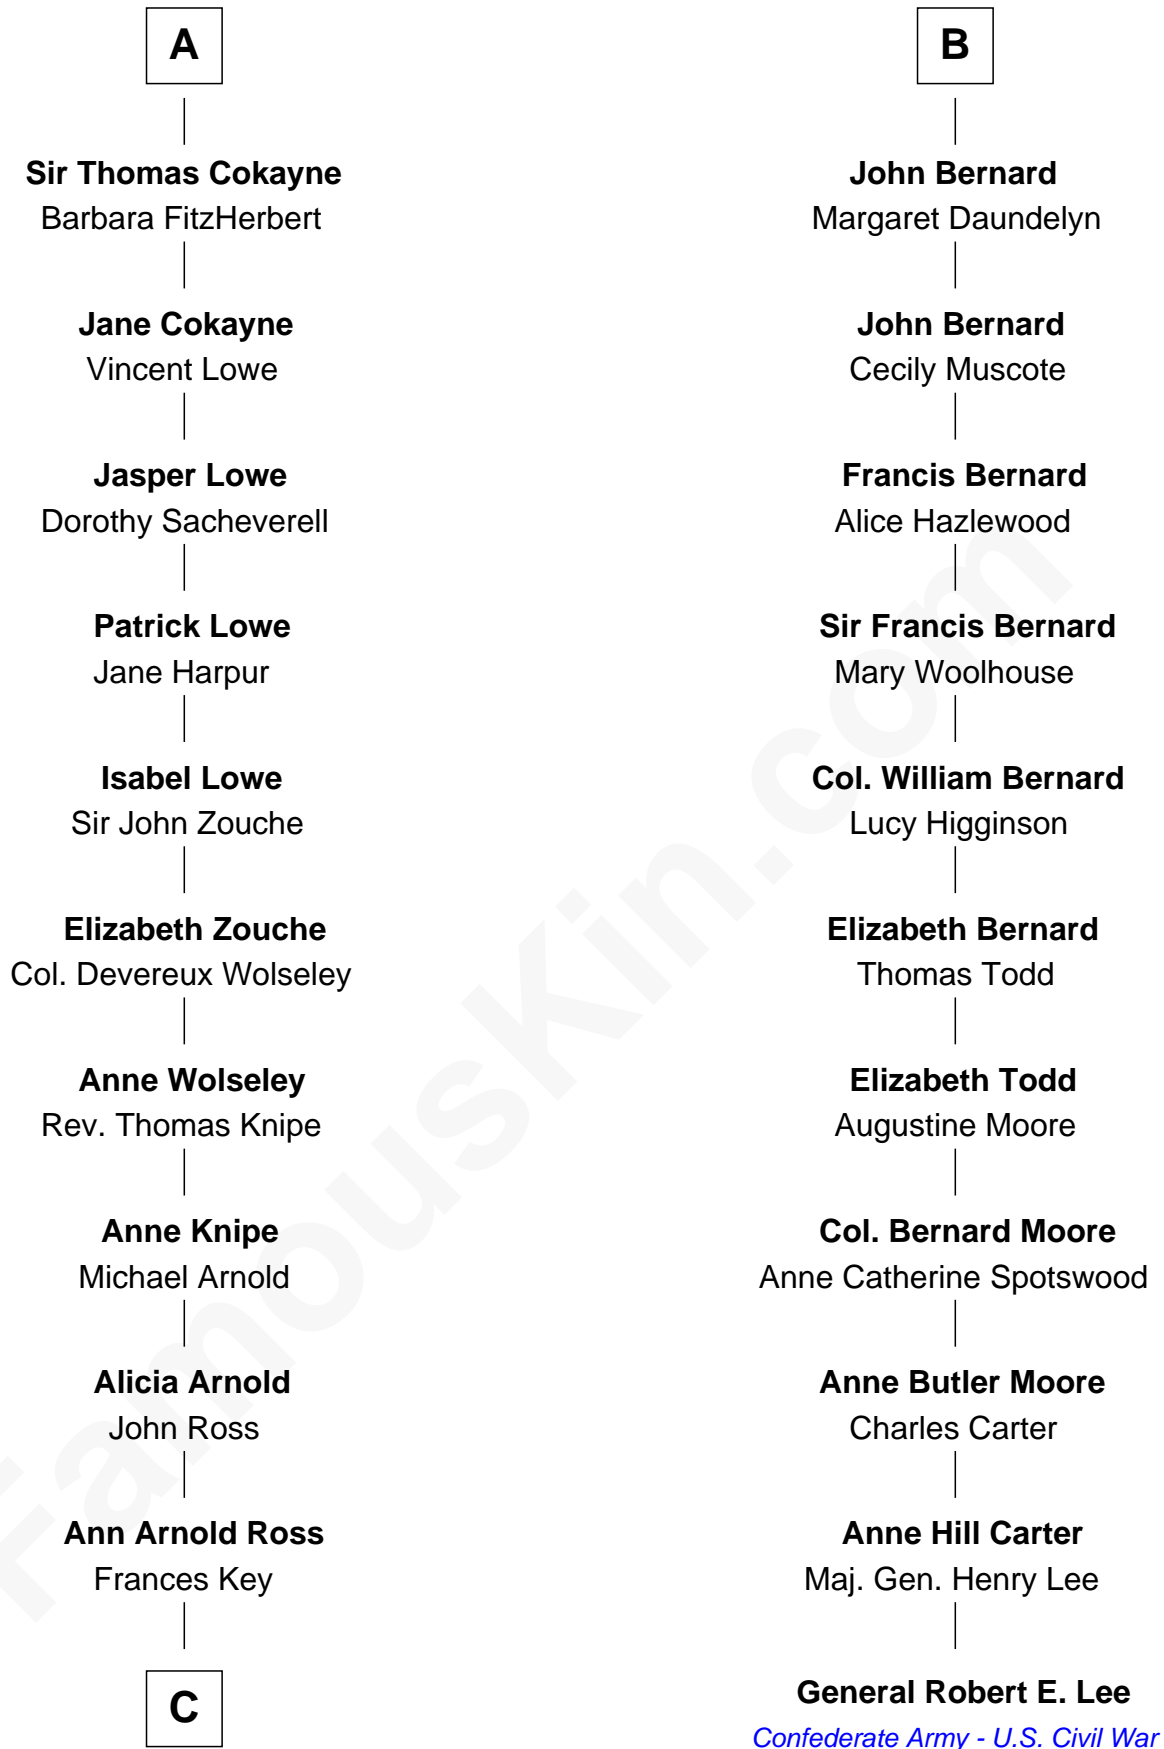 A
Sir Thomas Cokayne
Barbara FitzHerbert
Jane Cokayne
Vincent Lowe
Jasper Lowe
Dorothy Sacheverell
Patrick Lowe
Jane Harpur
Isabel Lowe
Sir John Zouche
Elizabeth Zouche
Col. Devereux Wolseley
Anne Wolseley
Rev. Thomas Knipe
Anne Knipe
Michael Arnold
Alicia Arnold
John Ross
Ann Arnold Ross
Frances Key
C
B
John Bernard
Margaret Daundelyn
John Bernard
Cecily Muscote
Francis Bernard
Alice Hazlewood
Sir Francis Bernard
Mary Woolhouse
Col. William Bernard
Lucy Higginson
Elizabeth Bernard
Thomas Todd
Elizabeth Todd
Augustine Moore
Col. Bernard Moore
Anne Catherine Spotswood
Anne Butler Moore
Charles Carter
Anne Hill Carter
Maj. Gen. Henry Lee
General Robert E. Lee
Confederate Army - U.S. Civil War
FamousKin.com